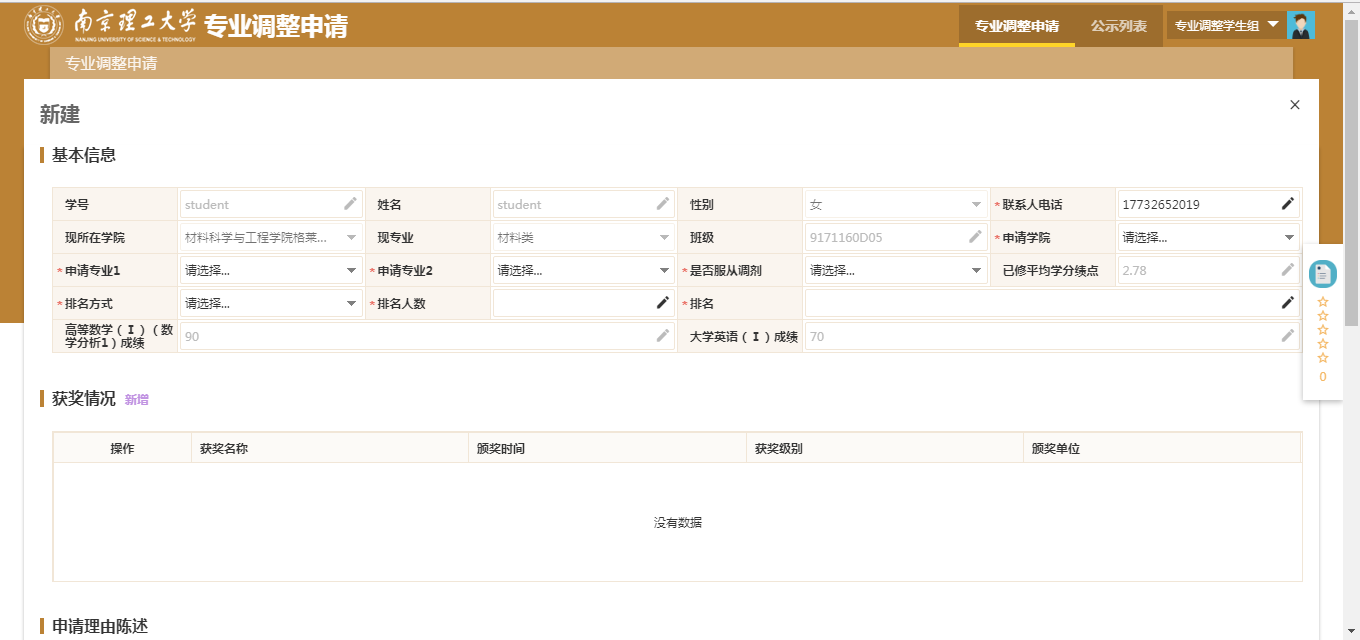 南京理工大学 专业调整申请
NANJING UNIVERSITY OF SCIENCE & TECHNOLOGY
专业调整申请 公示列表 专业调整学生组
专业调整申请
新建
基本信息
学号 student 姓名 student 性别 女 *联系人电话 17732652019
现所在学院 材料科学与工程学院格莱... 现专业 材料类 班级 9171160D05 *申请学院 请选择...
*申请专业1 请选择... *申请专业2 请选择... *是否服从调剂 请选择... 已修平均学分绩点 2.78
*排名方式 请选择... *排名人数 *排名
高等数学（Ⅰ）（数学分析1）成绩 90 大学英语（Ⅰ）成绩 70
0
获奖情况 新增
操作 获奖名称 颁奖时间 获奖级别 颁奖单位
没有数据
申请理由陈述